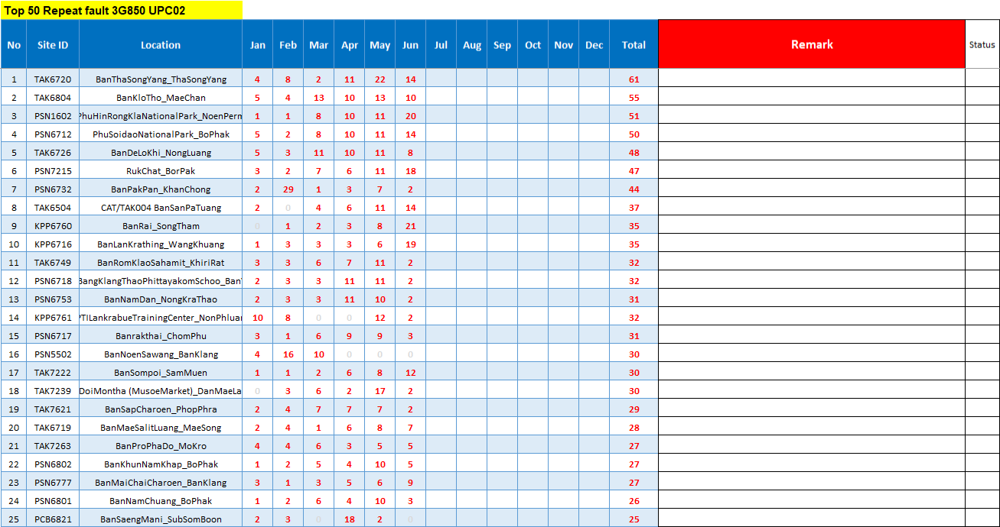 Top 50 Repeat fault 3G850 UPC02
No Site ID Location Jan Feb Mar Apr May Jun Jul Aug Sep Oct Nov Dec Total Remark Status
1 TAK6720 BanThaSongYang_ThaSongYang 4 8 2 11 22 14 61
2 TAK6804 BanKloTho_MaeChan 5 4 13 10 13 10 55
3 PSN1602 PhuHinRongKlaNationalPark_NoenPerm 1 1 8 10 11 20 51
4 PSN6712 PhuSoidaoNationalPark_BoPhak 5 2 8 10 11 14 50
5 TAK6726 BanDeLoKhi_NongLuang 5 3 11 10 11 8 48
6 PSN7215 RukChat_BorPak 3 2 7 6 11 18 47
7 PSN6732 BanPakPan_KhanChong 2 29 1 3 7 2 44
8 TAK6504 CAT/TAK004 BanSanPaTuang 2 0 4 6 11 14 37
9 KPP6760 BanRai_SongTham 0 1 2 3 8 21 35
10 KPP6716 BanLanKrathing_WangKhuang 1 3 3 3 6 19 35
11 TAK6749 BanRomKlaoSahamit_KhiriRat 3 3 6 7 11 2 32
12 PSN6718 BangKlangThaoPhittayakomSchoo_Ban 2 3 3 11 11 2 32
13 PSN6753 BanNamDan_NongKraThao 2 3 3 11 10 2 31
14 KPP6761 PTILankrabueTrainingCenter_NonPhluan 10 8 0 0 12 2 32
15 PSN6717 Banrakthai_ChomPhu 3 1 6 9 9 3 31
16 PSN5502 BanNoenSawang_BanKlang 4 16 10 0 0 0 30
17 TAK7222 BanSompoi_SamMuen 1 1 2 6 8 12 30
18 TAK7239 DoiMontha (MusoeMarket)_DanMaeLa 0 3 6 2 17 2 30
19 TAK7621 BanSapCharoen_PhopPhra 2 4 7 7 7 2 29
20 TAK6719 BanMaeSalitLuang_MaeSong 2 4 1 6 8 7 28
21 TAK7263 BanProPhaDo_MoKro 4 4 6 3 5 5 27
22 PSN6802 BanKhunNamKhap_BoPhak 1 2 5 4 10 5 27
23 PSN6777 BanMaiChaiCharoen_BanKlang 3 1 3 5 6 9 27
24 PSN6801 BanNamChuang_BoPhak 1 2 6 4 10 3 26
25 PCB6821 BanSaengMani_SubSomBoon 2 3 0 18 2 0 25